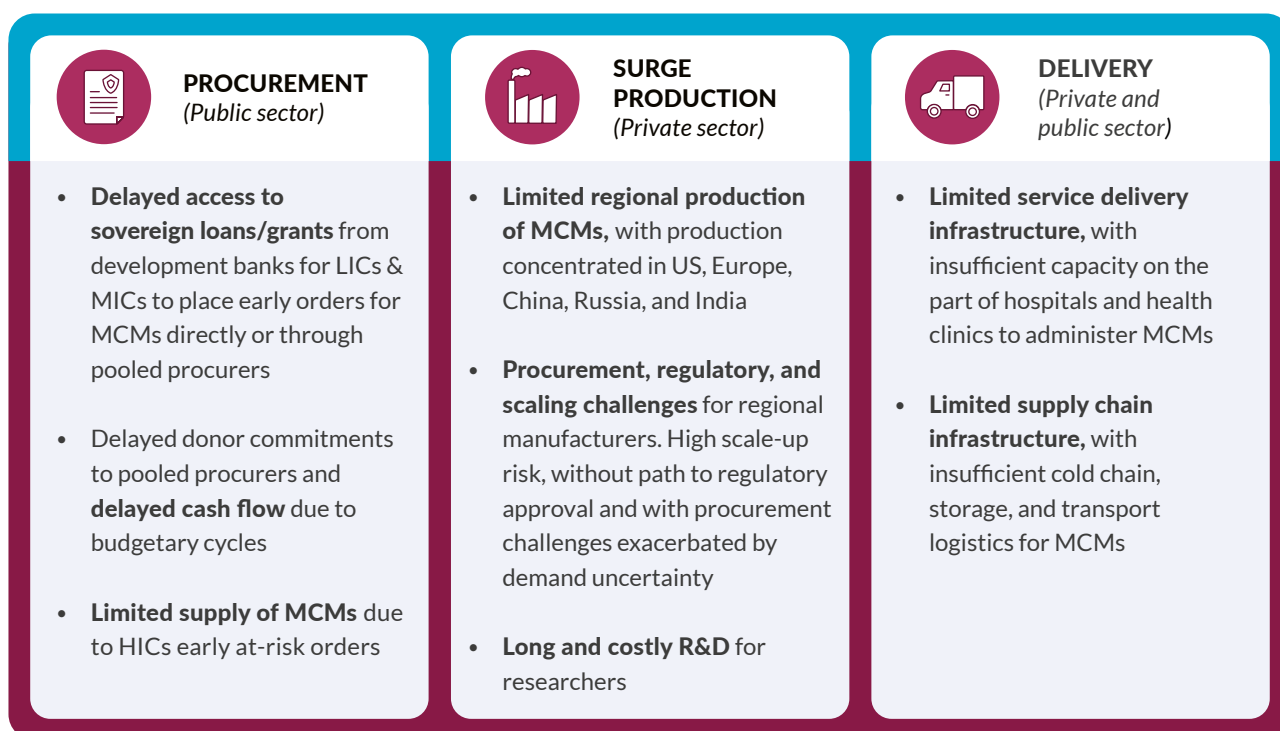 PROCUREMENT
(Public sector)
• Delayed access to
sovereign loans/grants from
development banks for LICs &
MICs to place early orders for
MCMs directly or through
pooled procurers
• Delayed donor commitments
to pooled procurers and
delayed cash flow due to
budgetary cycles
• Limited supply of MCMs due
to HICs early at-risk orders
SURGE
PRODUCTION
(Private sector)
• Limited regional production
of MCMs, with production
concentrated in US, Europe,
China, Russia, and India
• Procurement, regulatory, and
scaling challenges for regional
manufacturers. High scale-up
risk, without path to regulatory
approval and with procurement
challenges exacerbated by
demand uncertainty
• Long and costly R&D for
researchers
DELIVERY
(Private and
public sector)
• Limited service delivery
infrastructure, with
insufficient capacity on the
part of hospitals and health
clinics to administer MCMs
• Limited supply chain
infrastructure, with
insufficient cold chain,
storage, and transport
logistics for MCMs